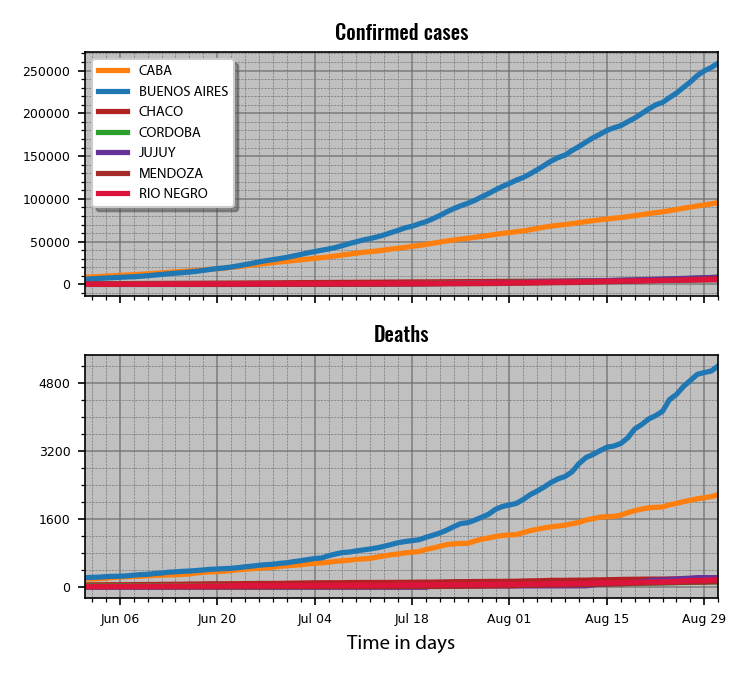 Confirmed cases
250000
200000
150000
100000
50000
0
CABA
BUENOS AIRES
CHACO
CORDOBA
JUJUY
MENDOZA
RIO NEGRO
Deaths
4800
3200
1600
0
Jun 06 Jun 20 Jul 04 Jul 18 Aug 01 Aug 15 Aug 29
Time in days